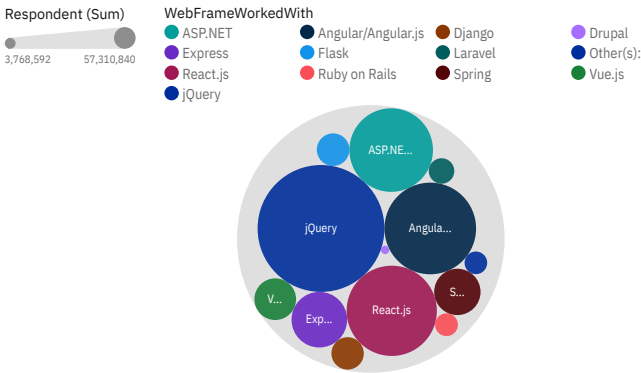 Respondent (Sum)
3,768,592 57,310,840
WebFrameWorkedWith
ASP.NET Angular/Angular.js Django Drupal
Express Flask Laravel Other(s):
React.js Ruby on Rails Spring Vue.js
jQuery
ASP.NE...
jQuery Angula...
S...
V...
React.js
Exp...